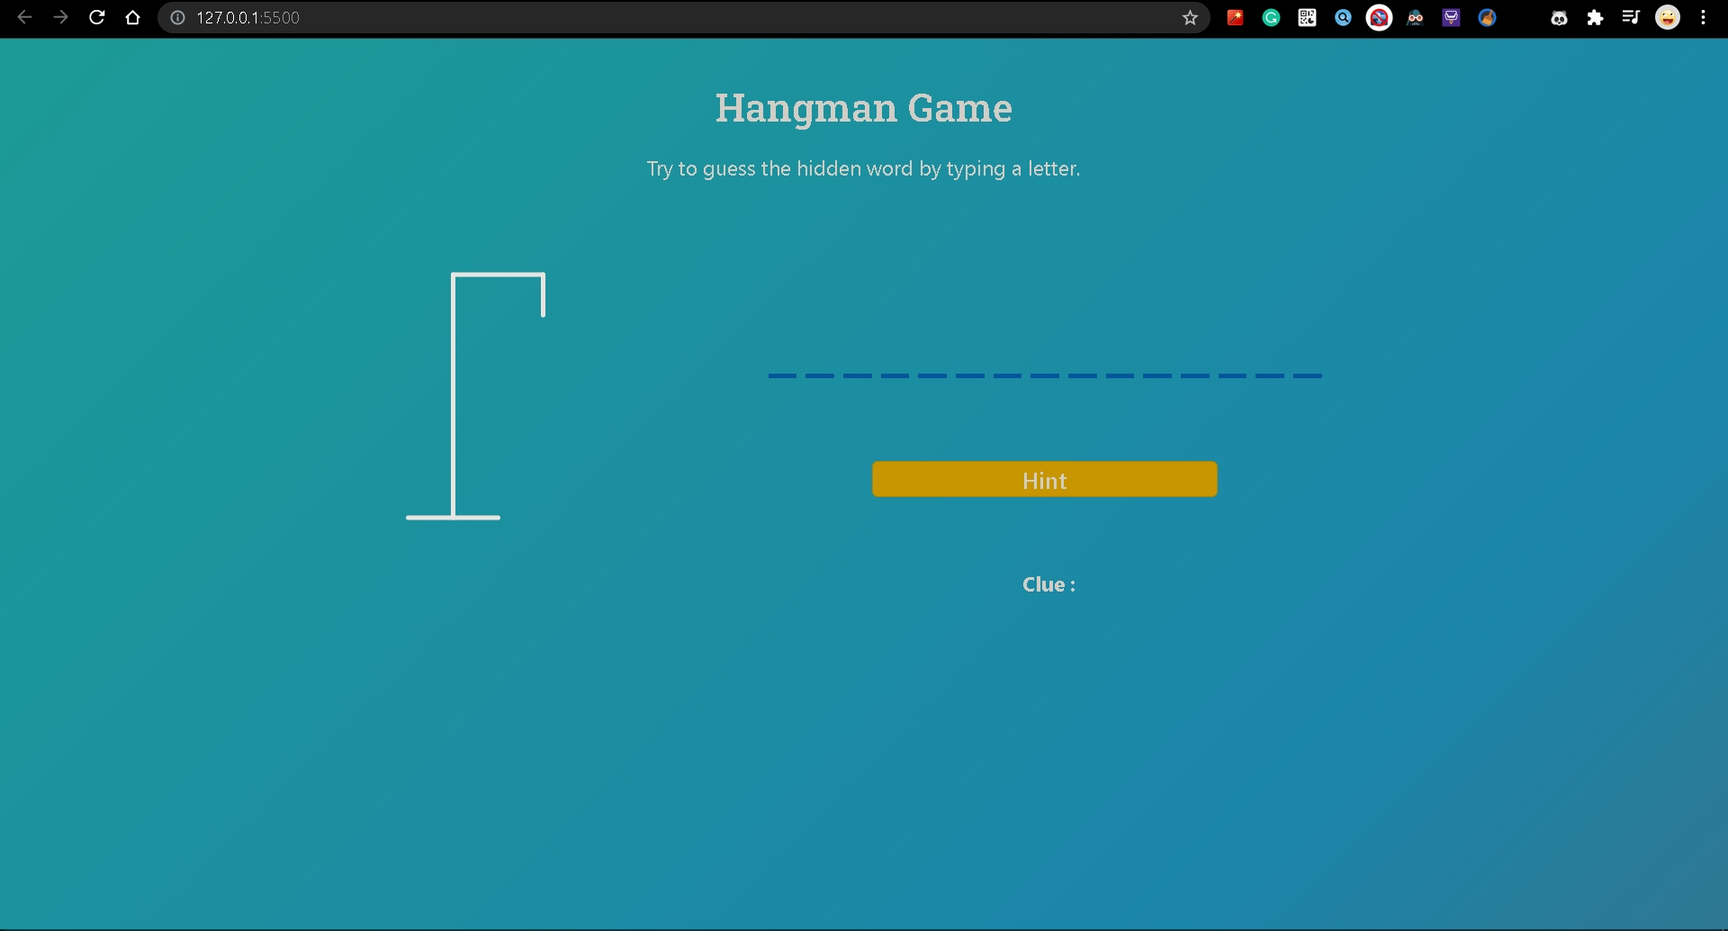 127.0.0.1:5500
Hangman Game
Try to guess the hidden word by typing a letter.
_ _ _ _ _ _ _ _ _ _ _ _ _ _ _
Hint
Clue :